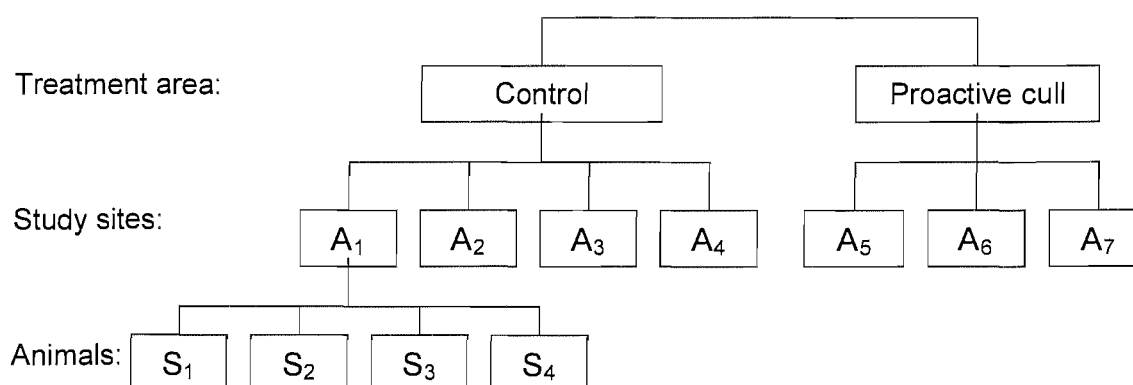 Treatment area: Control Proactive cull
Study sites: A₁ A₂ A₃ A₄ A₅ A₆ A₇
Animals: S₁ S₂ S₃ S₄